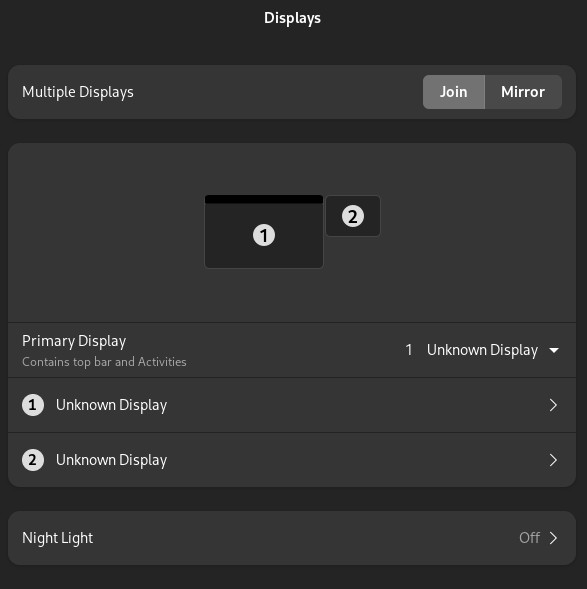 Displays
Multiple Displays
Join
Mirror
1
2
Primary Display
Contains top bar and Activities
1 Unknown Display
1 Unknown Display
2 Unknown Display
Night Light
Off